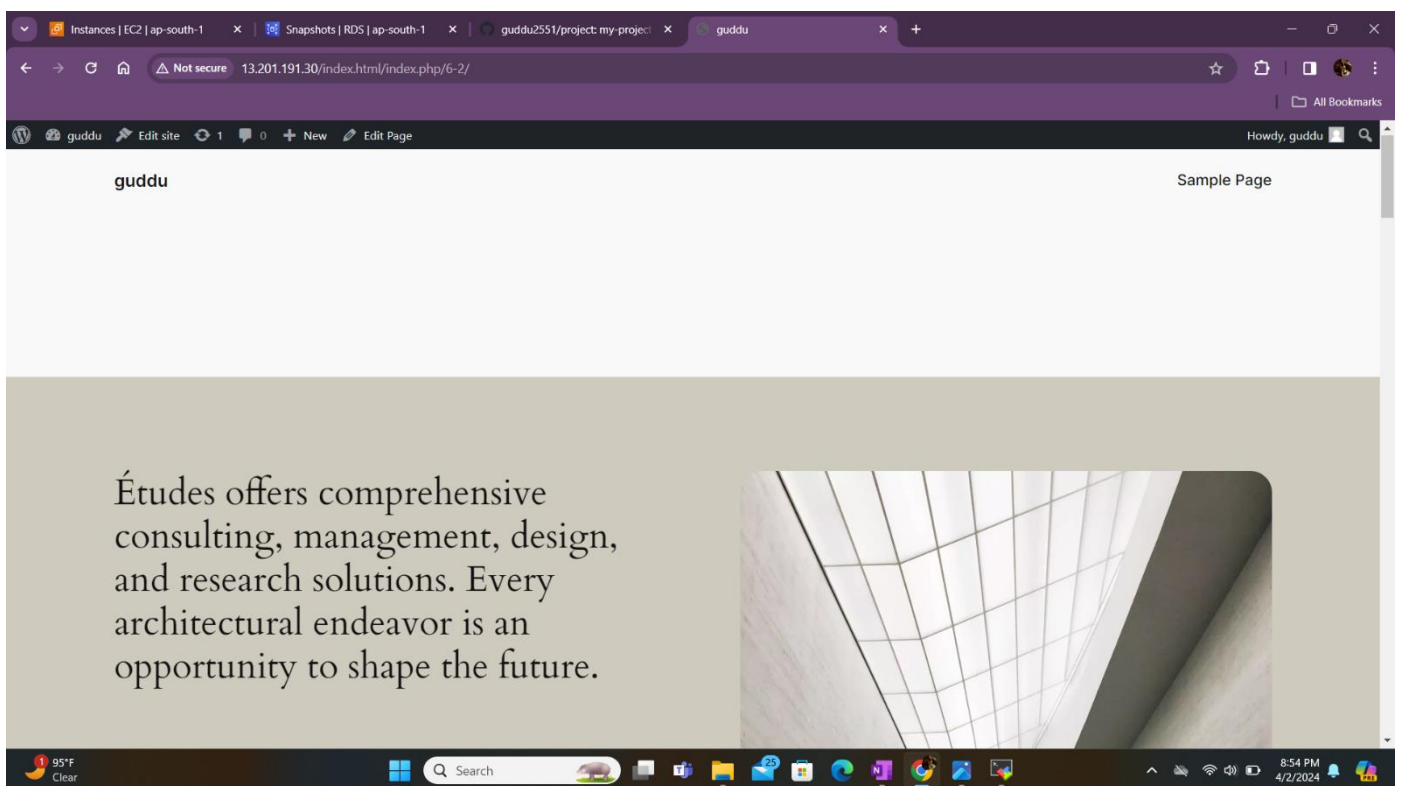 Instances | EC2 | ap-south-1
Snapshots | RDS | ap-south-1
guddu2551/project: my-project
guddu
Not secure 13.201.191.30/index.html/index.php/6-2/
All Bookmarks
guddu Edit site 1 0 New Edit Page
Howdy, guddu
guddu
Sample Page
Études offers comprehensive
consulting, management, design,
and research solutions. Every
architectural endeavor is an
opportunity to shape the future.
1
95°F
Clear
Search
25
8:54 PM
4/2/2024
PRE